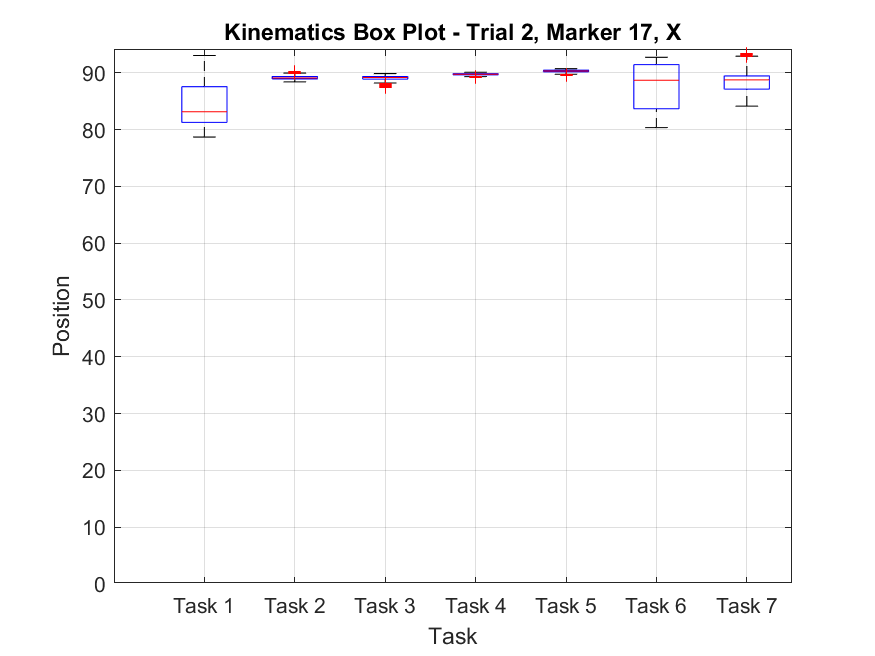 Kinematics Box Plot - Trial 2, Marker 17, X
90
80
70
60
50
40
30
20
10
0
Position
Task 1 Task 2 Task 3 Task 4 Task 5 Task 6 Task 7
Task